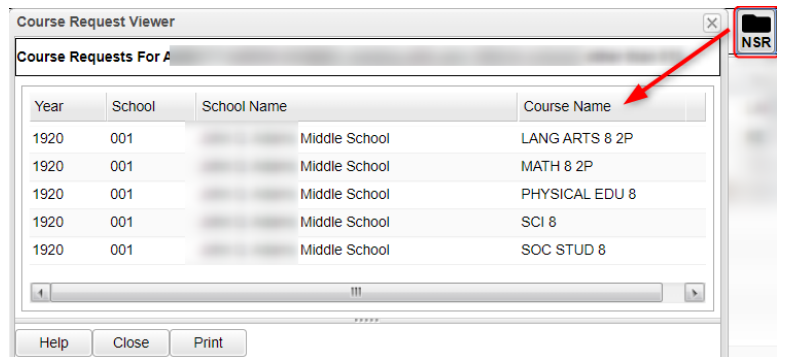 Course Request Viewer
NSR
Course Requests For A
Year School School Name Course Name
1920 001 Middle School LANG ARTS 8 2P
1920 001 Middle School MATH 8 2P
1920 001 Middle School PHYSICAL EDU 8
1920 001 Middle School SCI 8
1920 001 Middle School SOC STUD 8
Help Close Print